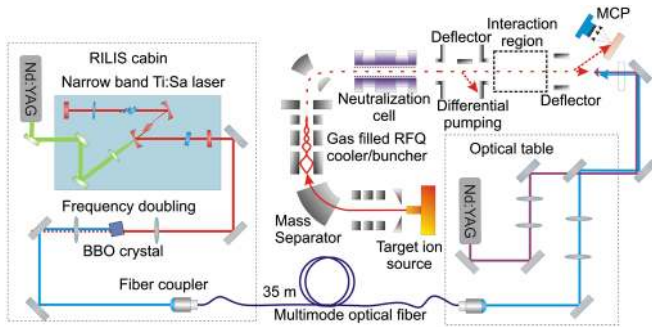 RILIS cabin
Nd:YAG
Narrow band Ti:Sa laser
Frequency doubling
BBO crystal
Fiber coupler
35 m
Multimode optical fiber
Mass
Separator
Target ion
source
Gas filled RFQ
cooler/buncher
Neutralization
cell
Deflector
Differential
pumping
Interaction
region
Deflector
MCP
Optical table
Nd:YAG